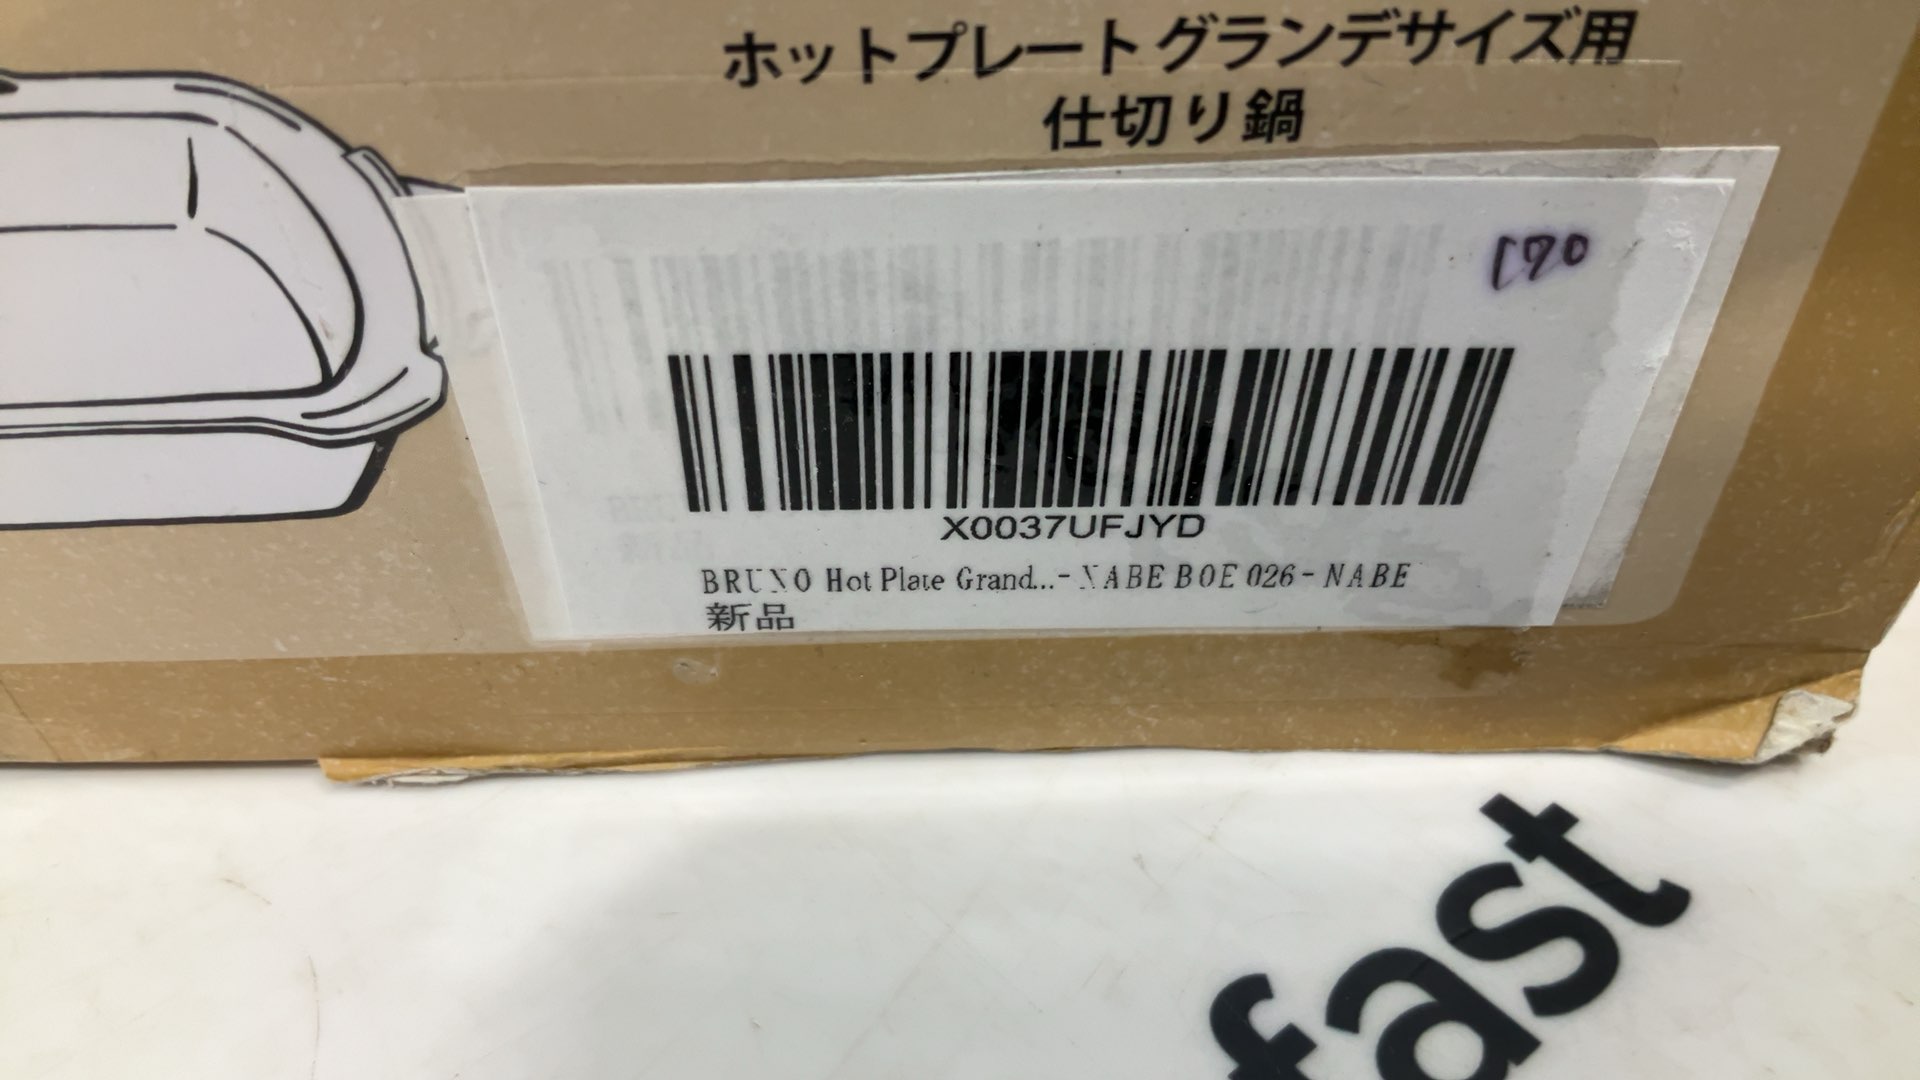 ホットプレートグランデサイズ用
仕切り鍋
170
X0037UFJYD
BRUNO Hot Plate Grand...- NABE BOE 026 - NABE
新品
fast